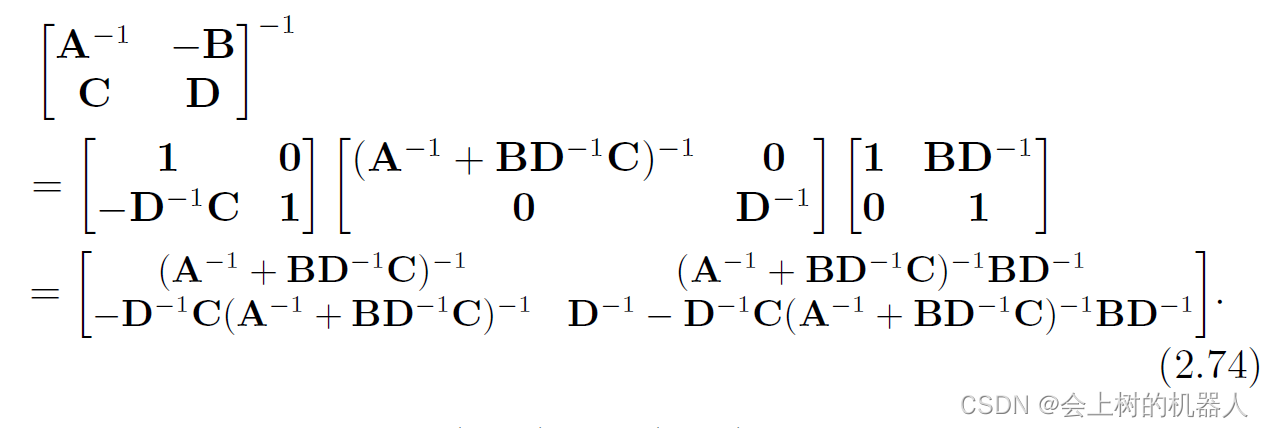 [A⁻¹ −B; C D]⁻¹
= [1 0; −D⁻¹C 1] [(A⁻¹ + BD⁻¹C)⁻¹ 0; 0 D⁻¹] [1 BD⁻¹; 0 1]
= [(A⁻¹ + BD⁻¹C)⁻¹ (A⁻¹ + BD⁻¹C)⁻¹BD⁻¹; −D⁻¹C(A⁻¹ + BD⁻¹C)⁻¹ D⁻¹ − D⁻¹C(A⁻¹ + BD⁻¹C)⁻¹BD⁻¹].
(2.74)
CSDN @会上树的机器人